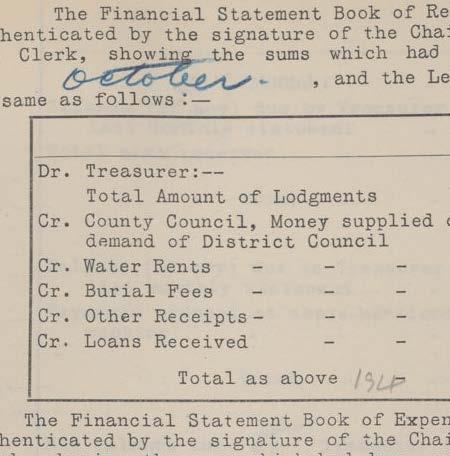 The Financial Statement Book of Re
henticated by the signature of the Chai
Clerk, showing the sums which had
October. , and the Le
same as follows:—
Dr. Treasurer:--
Total Amount of Lodgments
Cr. County Council, Money supplied o
demand of District Council
Cr. Water Rents - -
Cr. Burial Fees - -
Cr. Other Receipts - - -
Cr. Loans Received - -
Total as above -
The Financial Statement Book of Expen
henticated by the signature of the Chai